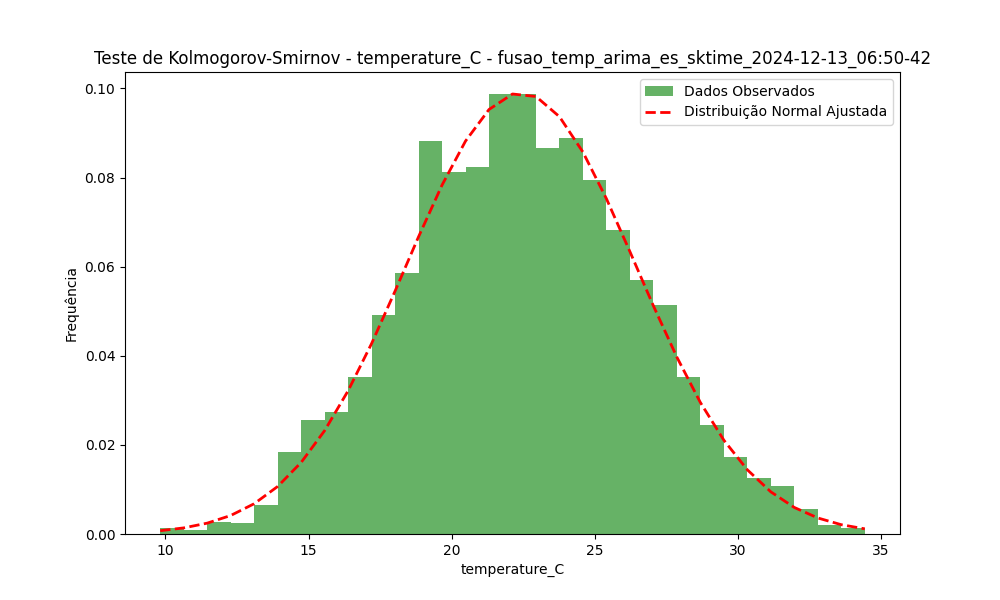 Teste de Kolmogorov-Smirnov - temperature_C - fusao_temp_arima_es_sktime_2024-12-13_06:50-42
Dados Observados
Distribuição Normal Ajustada
0.10
0.08
0.06
0.04
0.02
0.00
Frequência
10 15 20 25 30 35
temperature_C